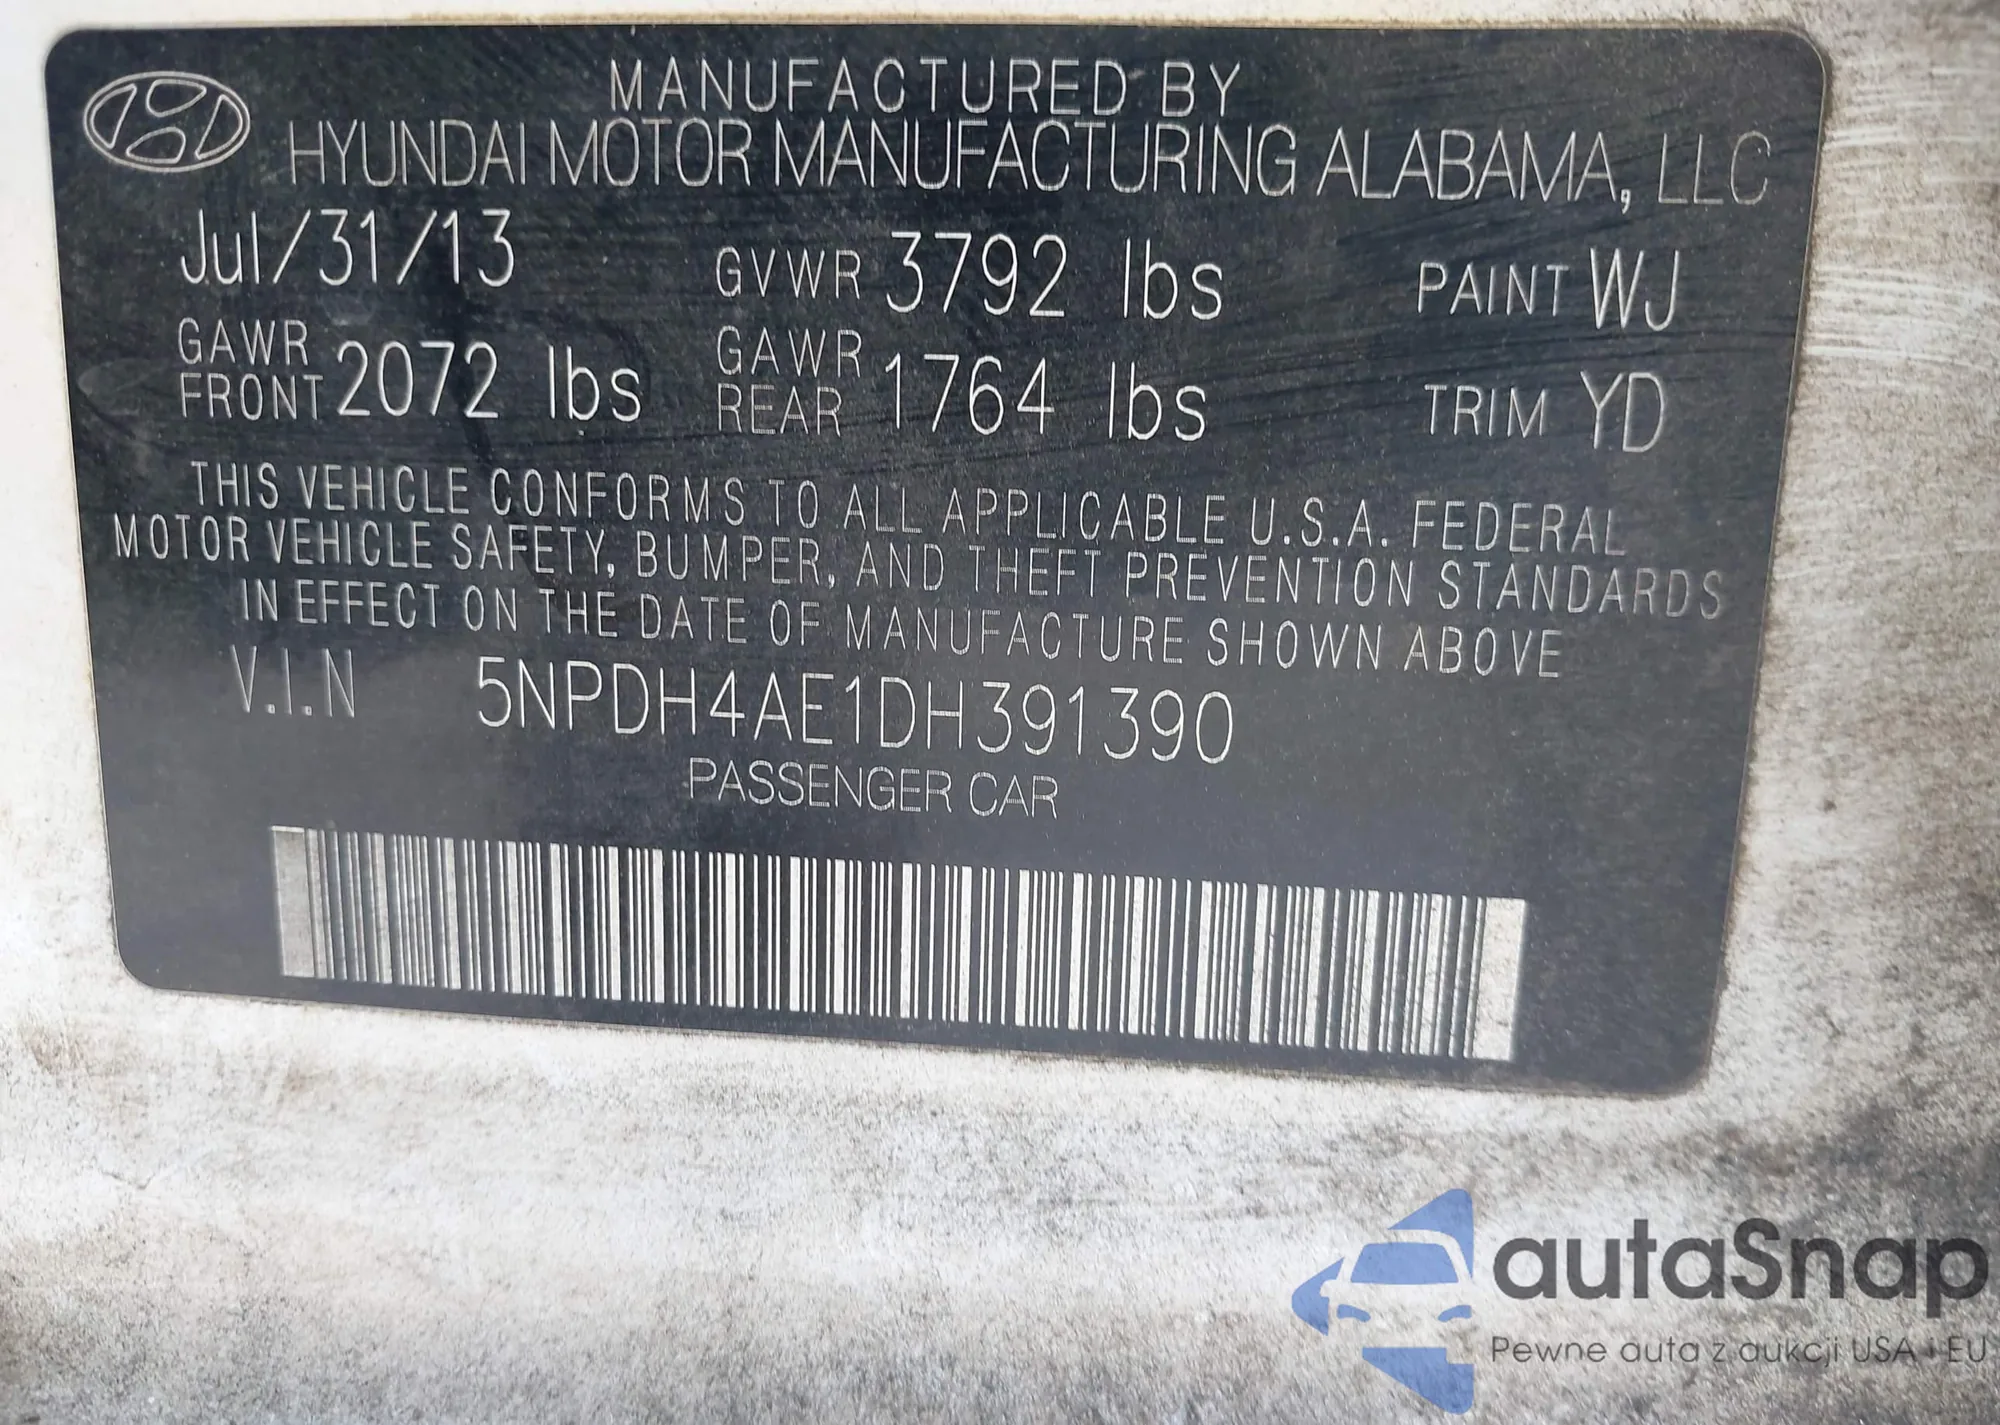 MANUFACTURED BY
HYUNDAI MOTOR MANUFACTURING ALABAMA, LLC
Jul/31/13 GVWR 3792 lbs PAINT WJ
GAWR FRONT 2072 lbs GAWR REAR 1764 lbs TRIM YD
THIS VEHICLE CONFORMS TO ALL APPLICABLE U.S.A. FEDERAL
MOTOR VEHICLE SAFETY, BUMPER, AND THEFT PREVENTION STANDARDS
IN EFFECT ON THE DATE OF MANUFACTURE SHOWN ABOVE
V.I.N 5NPDH4AE1DH391390
PASSENGER CAR
autaSnap
Pewne auta z aukcji USA i EU